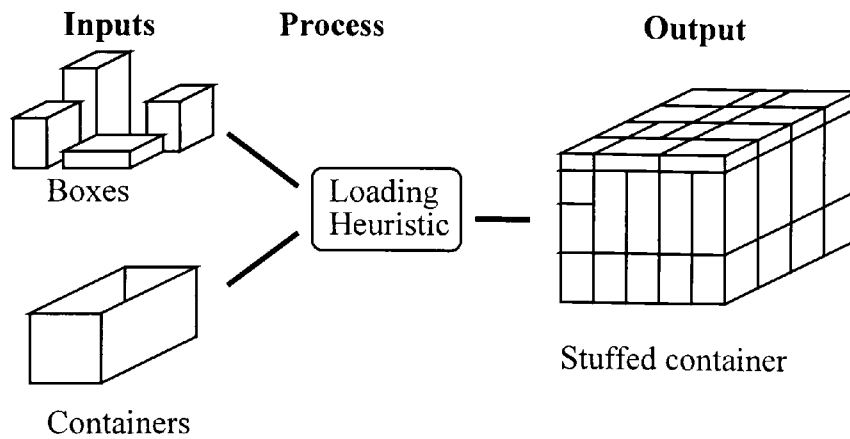 Inputs
Process
Output
Boxes
Loading
Heuristic
Containers
Stuffed container